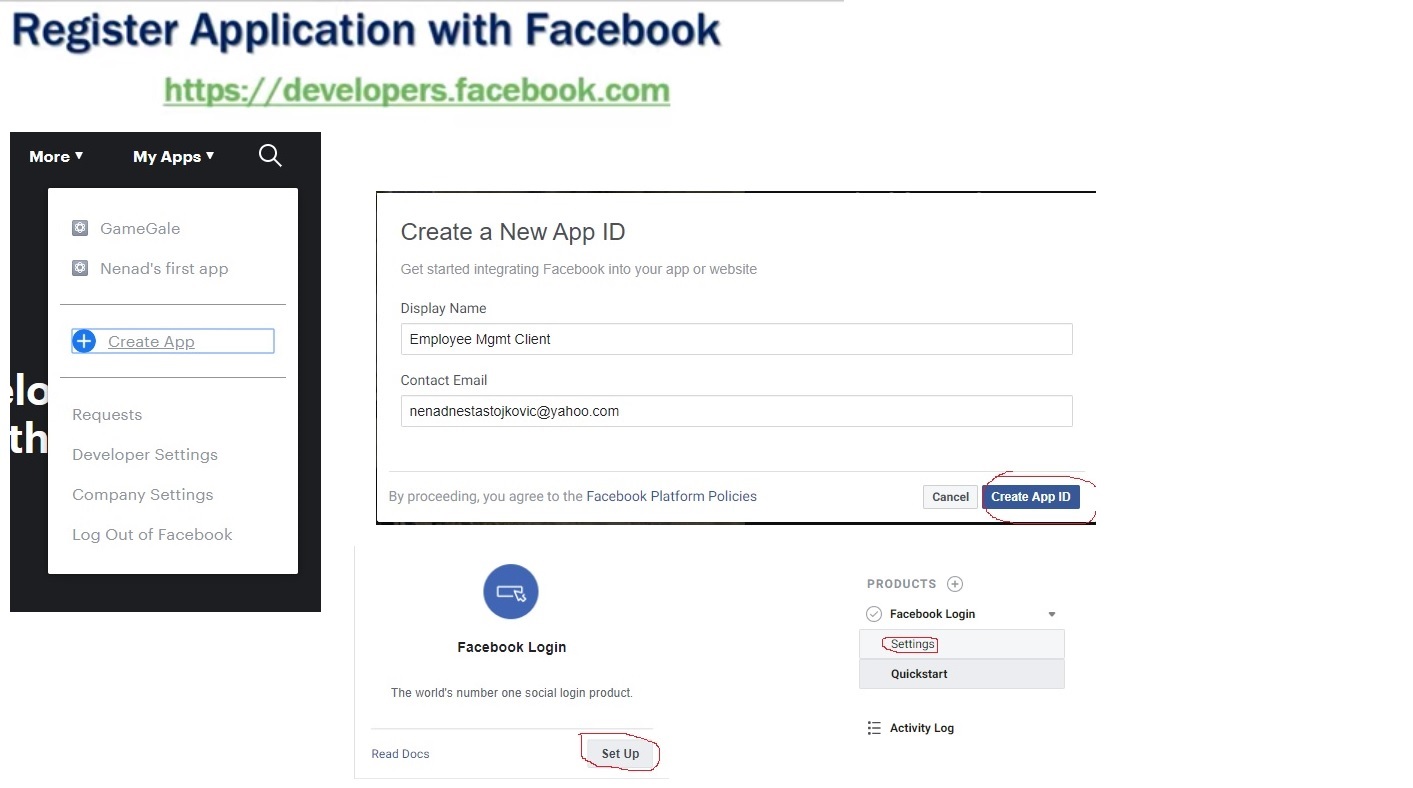 Register Application with Facebook
https://developers.facebook.com
More ▼ My Apps ▼
GameGale
Nenad's first app
Create App
elo
th
Requests
Developer Settings
Company Settings
Log Out of Facebook
Create a New App ID
Get started integrating Facebook into your app or website
Display Name
Employee Mgmt Client
Contact Email
nenadnestastojkovic@yahoo.com
By proceeding, you agree to the Facebook Platform Policies
Cancel Create App ID
Facebook Login
The world's number one social login product.
Read Docs Set Up
PRODUCTS
Facebook Login
Settings
Quickstart
Activity Log